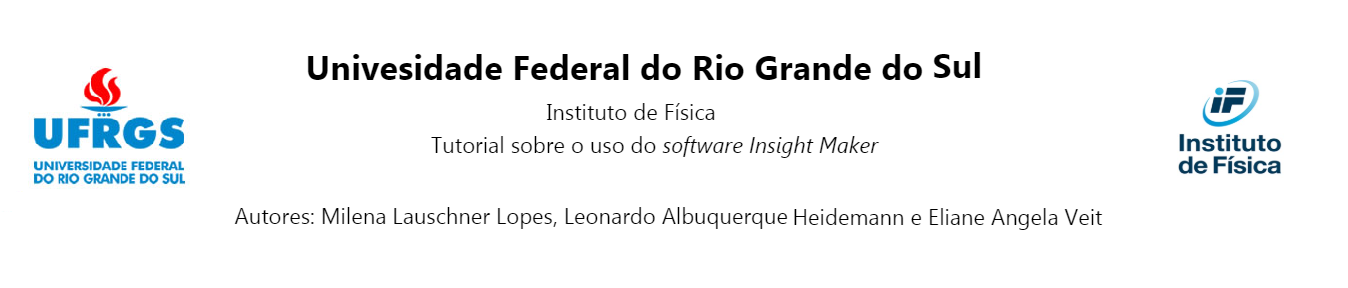 Univesidade Federal do Rio Grande do Sul
Instituto de Física
Tutorial sobre o uso do software Insight Maker
Autores: Milena Lauschner Lopes, Leonardo Albuquerque Heidemann e Eliane Angela Veit
UFRGS
UNIVERSIDADE FEDERAL
DO RIO GRANDE DO SUL
iF
Instituto
de Física